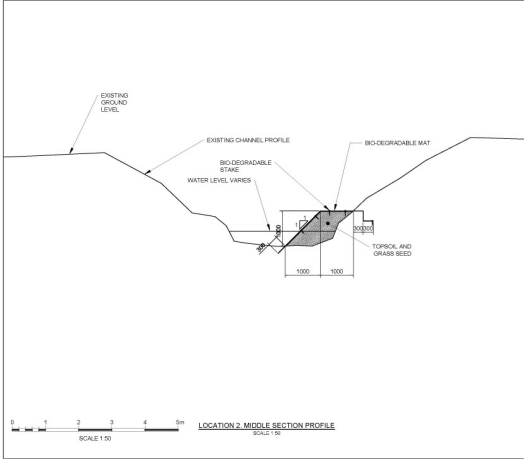 EXISTING
GROUND
LEVEL
EXISTING CHANNEL PROFILE
BIO-DEGRADABLE MAT
BIO-DEGRADABLE
STAKE
WATER LEVEL VARIES
1
1
1000
300 300
300
TOPSOIL AND
GRASS SEED
1000 1000
0 1 2 3 4 5m
SCALE 1:50
LOCATION 2. MIDDLE SECTION PROFILE
SCALE 1:50